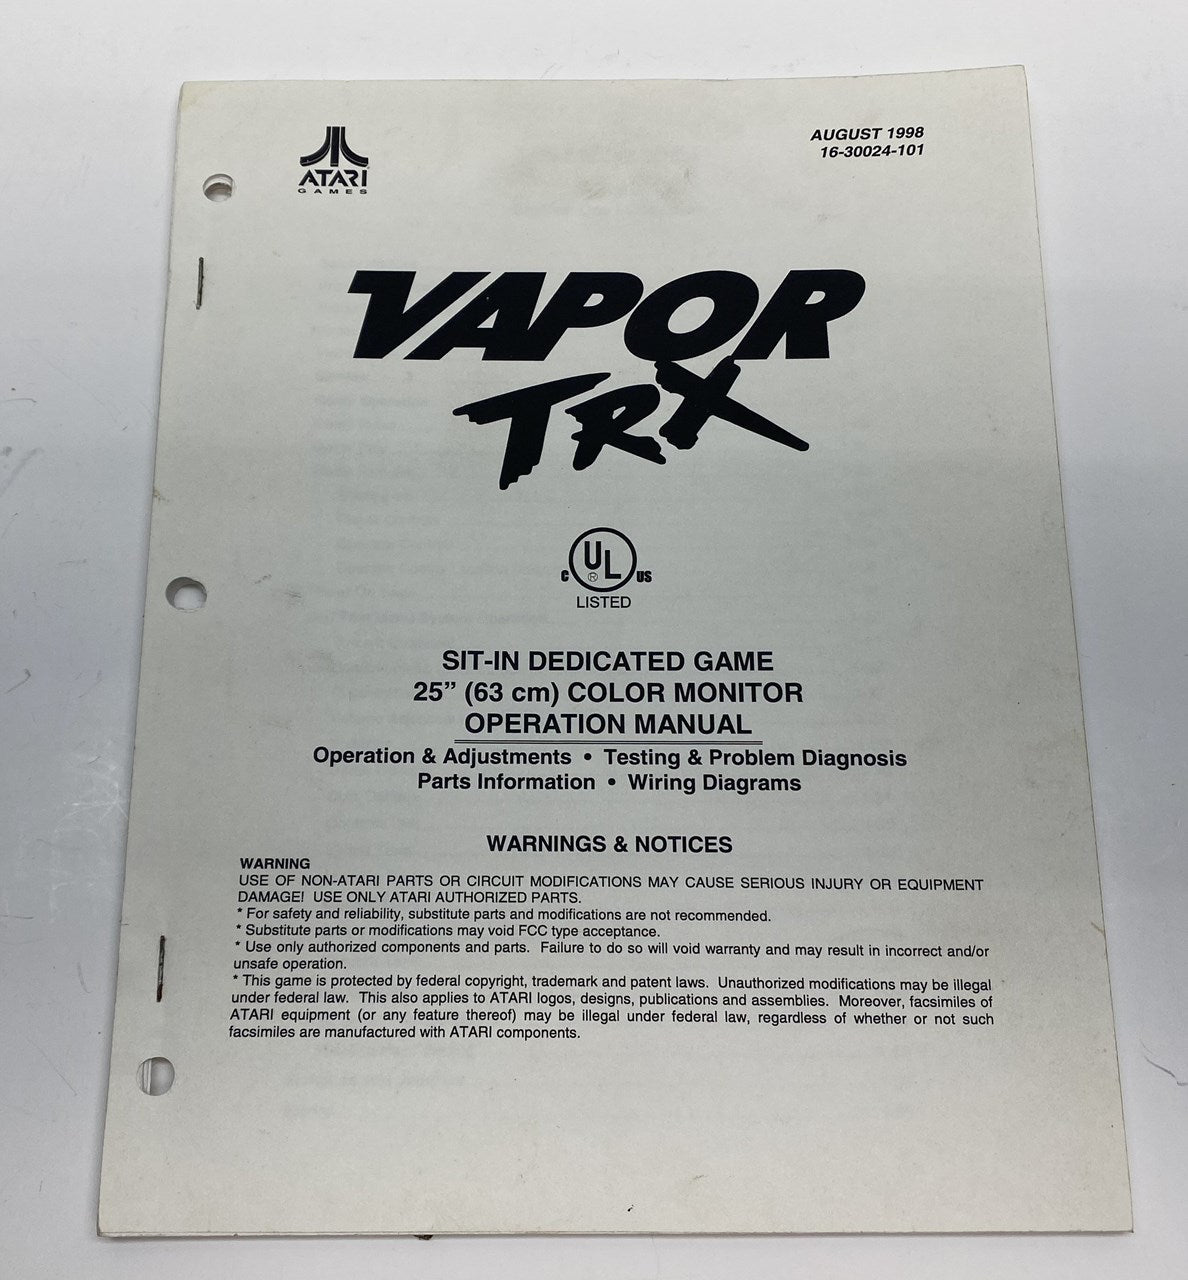 ATARI
GAMES
AUGUST 1998
16-30024-101
VAPOR
TRX
C UL ® US
LISTED
SIT-IN DEDICATED GAME
25” (63 cm) COLOR MONITOR
OPERATION MANUAL
Operation & Adjustments • Testing & Problem Diagnosis
Parts Information • Wiring Diagrams
WARNINGS & NOTICES
WARNING
USE OF NON-ATARI PARTS OR CIRCUIT MODIFICATIONS MAY CAUSE SERIOUS INJURY OR EQUIPMENT
DAMAGE! USE ONLY ATARI AUTHORIZED PARTS.
* For safety and reliability, substitute parts and modifications are not recommended.
* Substitute parts or modifications may void FCC type acceptance.
* Use only authorized components and parts. Failure to do so will void warranty and may result in incorrect and/or
unsafe operation.
* This game is protected by federal copyright, trademark and patent laws. Unauthorized modifications may be illegal
under federal law. This also applies to ATARI logos, designs, publications and assemblies. Moreover, facsimiles of
ATARI equipment (or any feature thereof) may be illegal under federal law, regardless of whether or not such
facsimiles are manufactured with ATARI components.